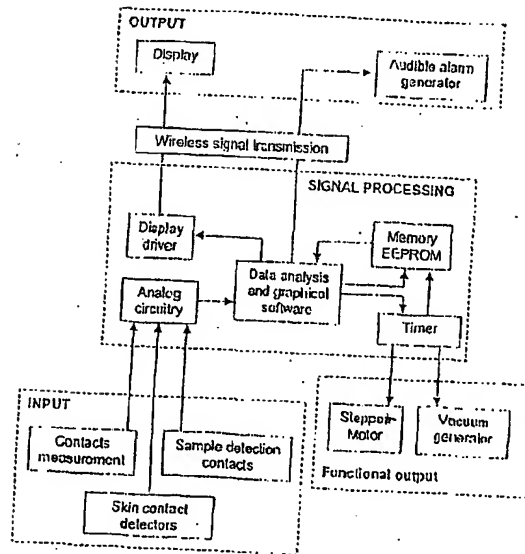 OUTPUT
Display
Audible alarm
generator
Wireless signal transmission
SIGNAL PROCESSING
Display
driver
Memory
EEPROM
Data analysis
and graphical
software
Analog
circuitry
Timer
INPUT
Contacts
measurement
Sample detection
contacts
Skin contact
detectors
Stepper
Motor
Vacuum
generator
Functional output